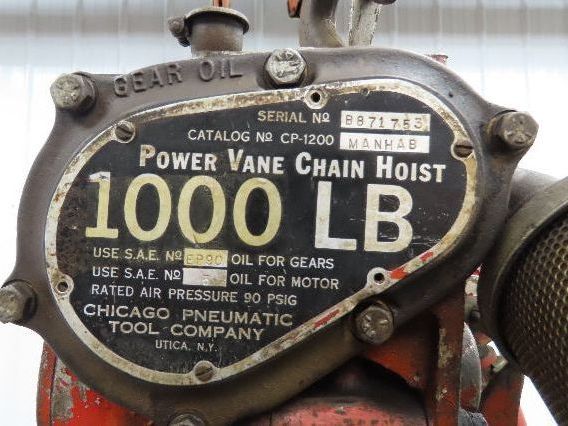 GEAR OIL
SERIAL No B871753
CATALOG No CP-1200 MANHAB
POWER VANE CHAIN HOIST
1000 LB
USE S.A.E. No EP90 OIL FOR GEARS
USE S.A.E. No OIL FOR MOTOR
RATED AIR PRESSURE 90 PSIG
CHICAGO PNEUMATIC
TOOL COMPANY
UTICA, N.Y.